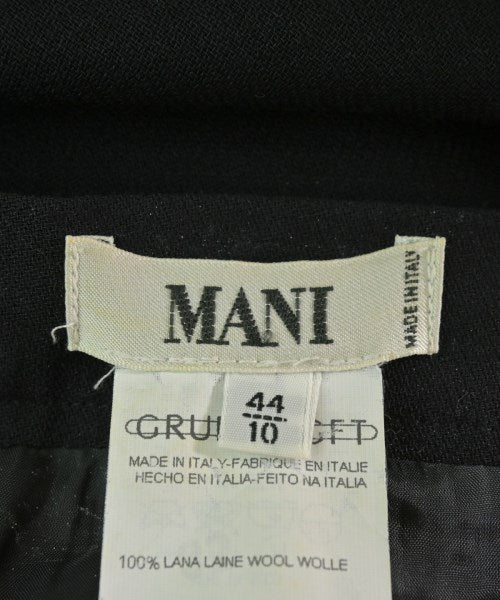 MANI
MADE IN ITALY
44
10
MADE IN ITALY-FABRIQUE EN ITALIE
HECHO EN ITALIA-FEITO NA ITALIA
100% LANA LAINE WOOL WOLLE